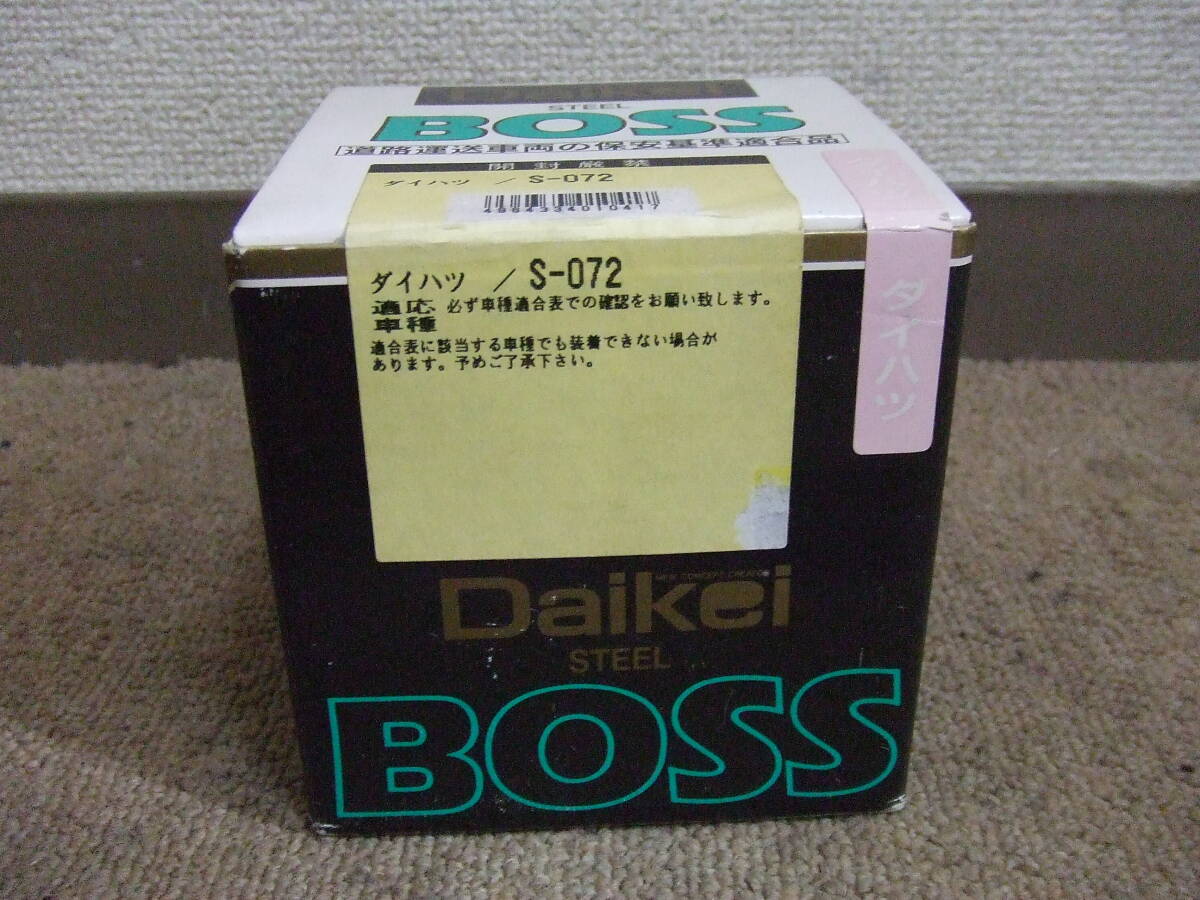 STEEL
BOSS
道路運送車両の保安基準適合品
開封厳禁
ダイハツ / S-072
ダイハツ / S-072
適応 必ず車種適合表での確認をお願い致します。
車種
適合表に該当する車種でも装着できない場合が
あります。予めご了承下さい。
ダイハツ
NEW CONCEPT CREATE
Daikei
STEEL
BOSS